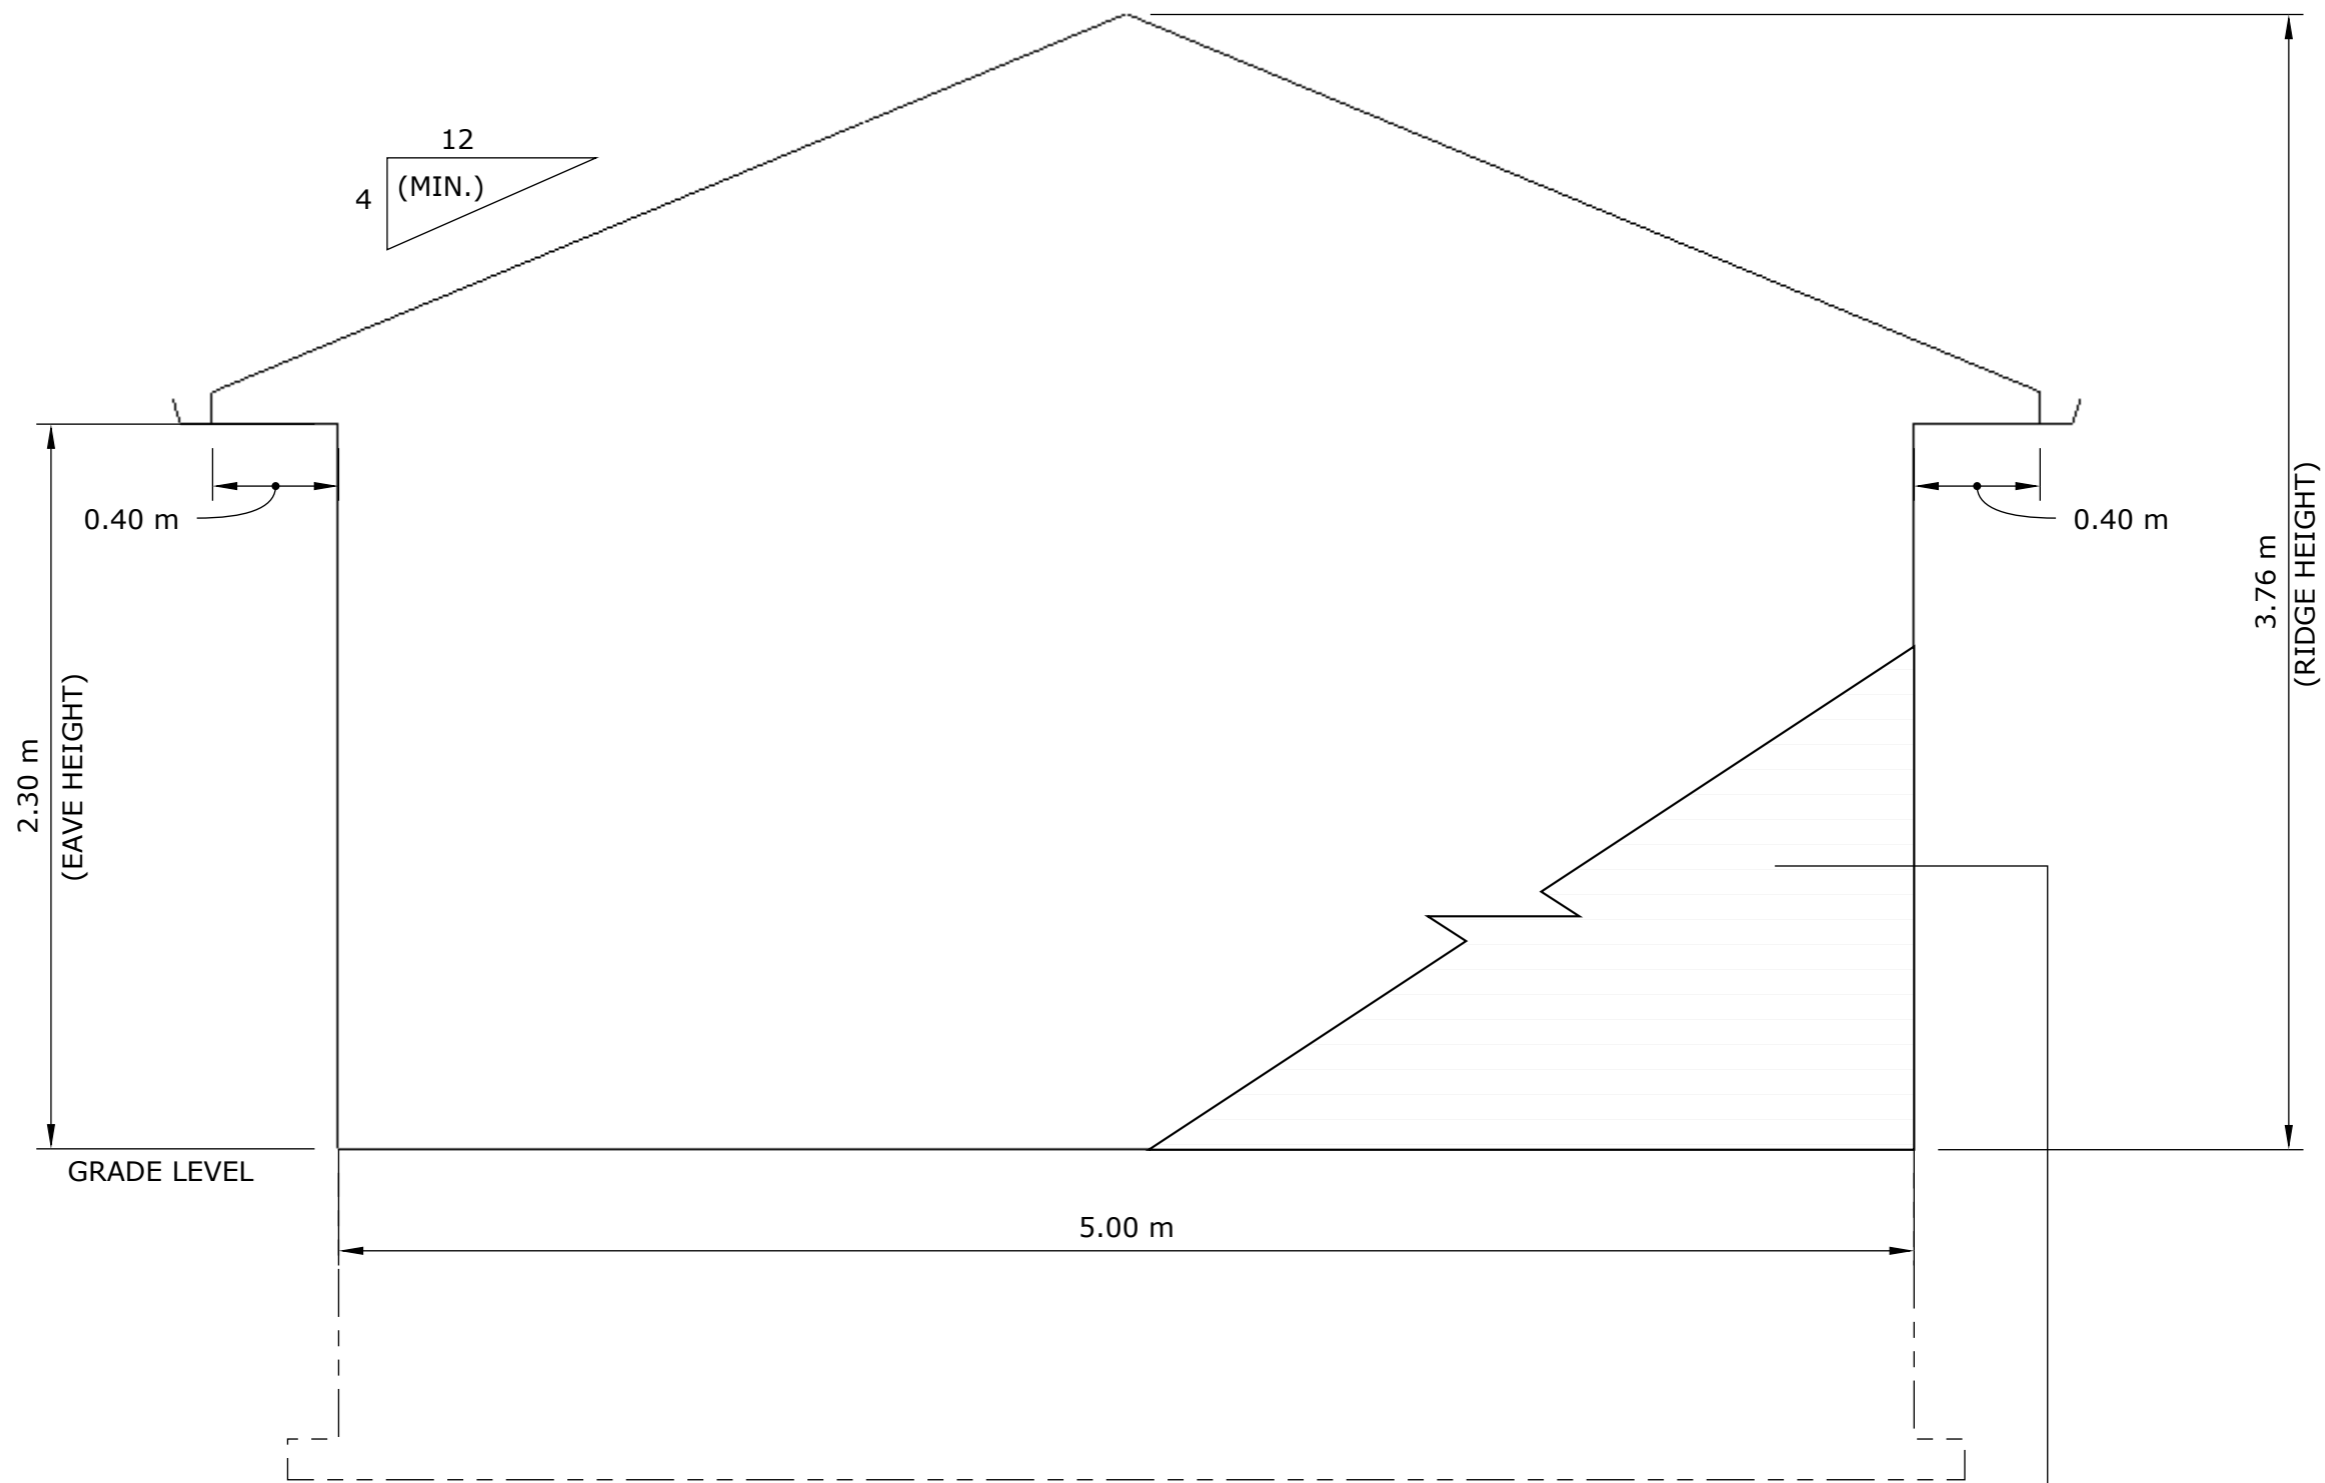 12
4
(MIN.)
0.40 m
0.40 m
3.76 m
(RIDGE HEIGHT)
2.30 m
(EAVE HEIGHT)
GRADE LEVEL
5.00 m